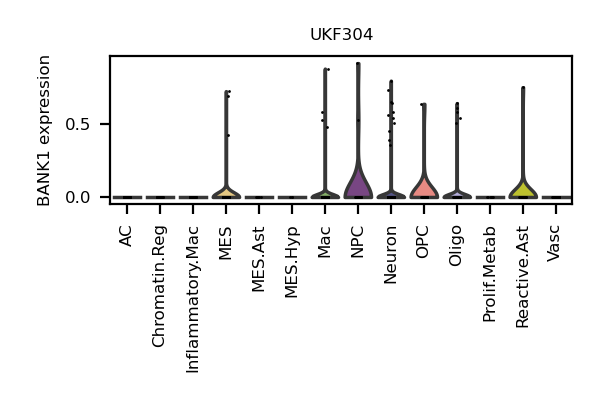 UKF304
BANK1 expression
0.5
0.0
AC
Chromatin.Reg
Inflammatory.Mac
MES
MES.Ast
MES.Hyp
Mac
NPC
Neuron
OPC
Oligo
Prolif.Metab
Reactive.Ast
Vasc